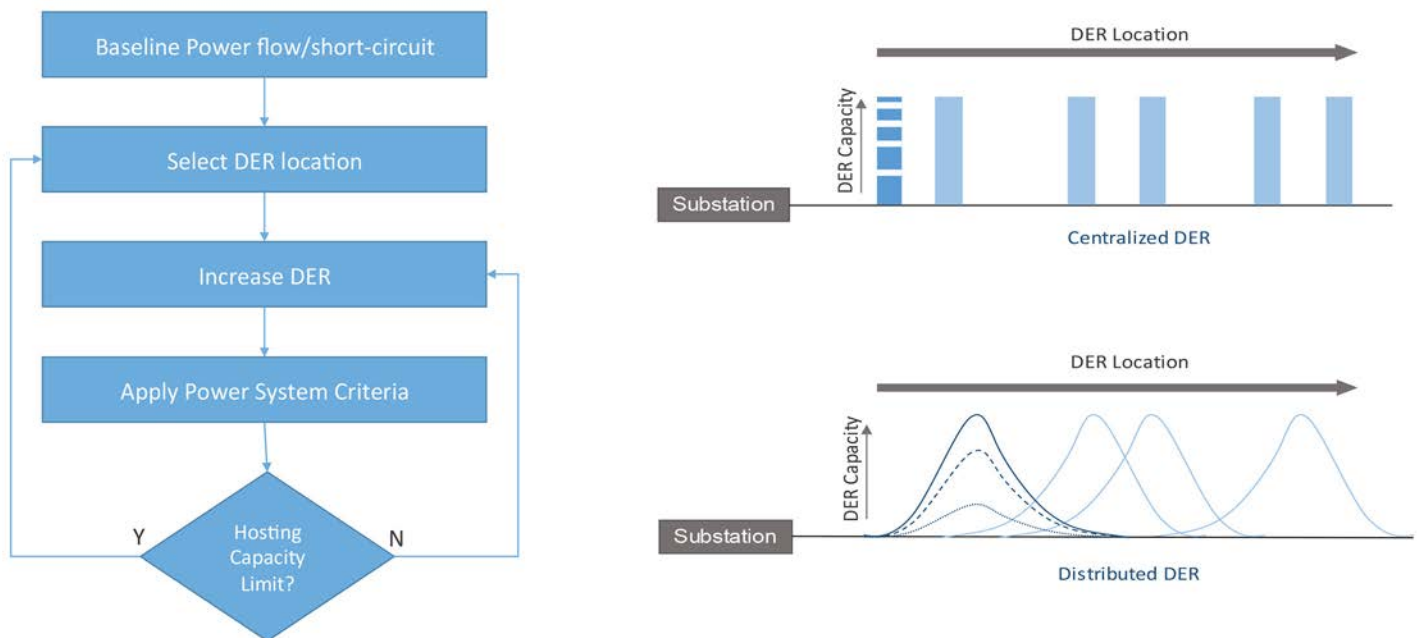 Baseline Power flow/short-circuit
Select DER location
Increase DER
Apply Power System Criteria
Y
Hosting
Capacity
Limit?
N
DER Location
DER Capacity
Substation
Centralized DER
DER Location
DER Capacity
Substation
Distributed DER